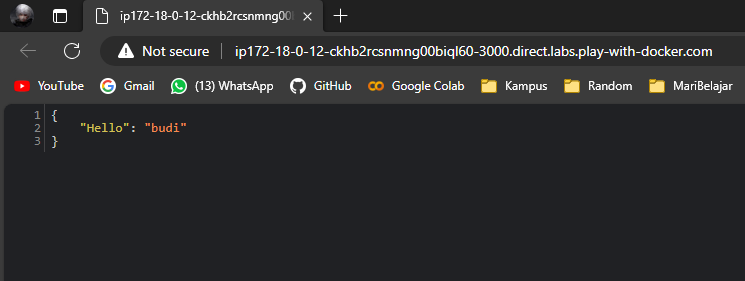 ip172-18-0-12-ckhb2rcsnmng00bi
Not secure
ip172-18-0-12-ckhb2rcsnmng00biql60-3000.direct.labs.play-with-docker.com
YouTube
Gmail
(13) WhatsApp
GitHub
Google Colab
Kampus
Random
MariBelajar
1 {
2 "Hello": "budi"
3 }